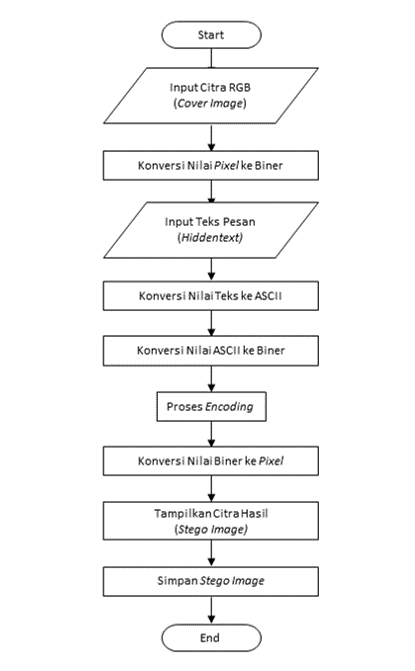 Start
Input Citra RGB
(Cover Image)
Konversi Nilai Pixel ke Biner
Input Teks Pesan
(Hiddentext)
Konversi Nilai Teks ke ASCII
Konversi Nilai ASCII ke Biner
Proses Encoding
Konversi Nilai Biner ke Pixel
Tampilkan Citra Hasil
(Stego Image)
Simpan Stego Image
End